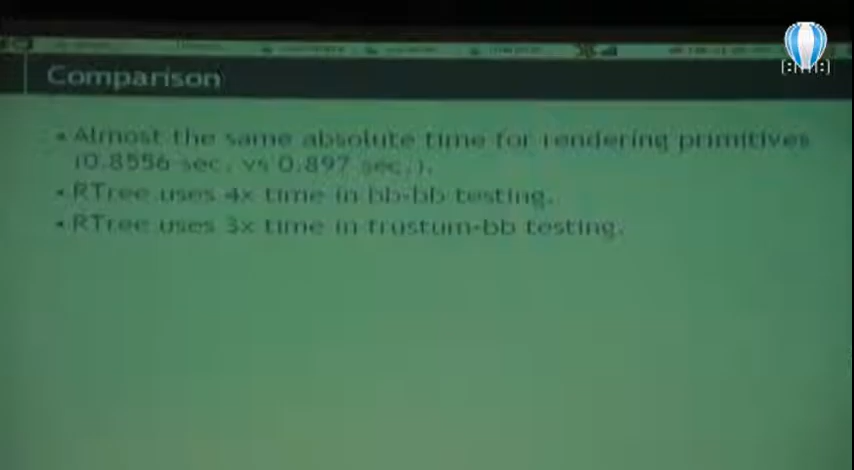 Comparison
Almost the same absolute time for rendering primitives
(0.8556 sec. vs 0.897 sec.).
RTree uses 4x time in bb-bb testing.
RTree uses 3x time in frustum-bb testing.